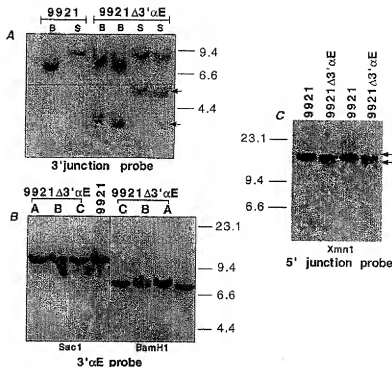 A
9921
9921Δ3'αE
B S B B S S
9.4
6.6
4.4
3'junction probe
B
9921Δ3'αE
9921
9921Δ3'αE
A B C C B A
23.1
9.4
6.6
4.4
Sac1
BamH1
3'αE probe
C
9921
9921Δ3'αE
9921
9921Δ3'αE
23.1
9.4
6.6
Xmn1
5' junction probe